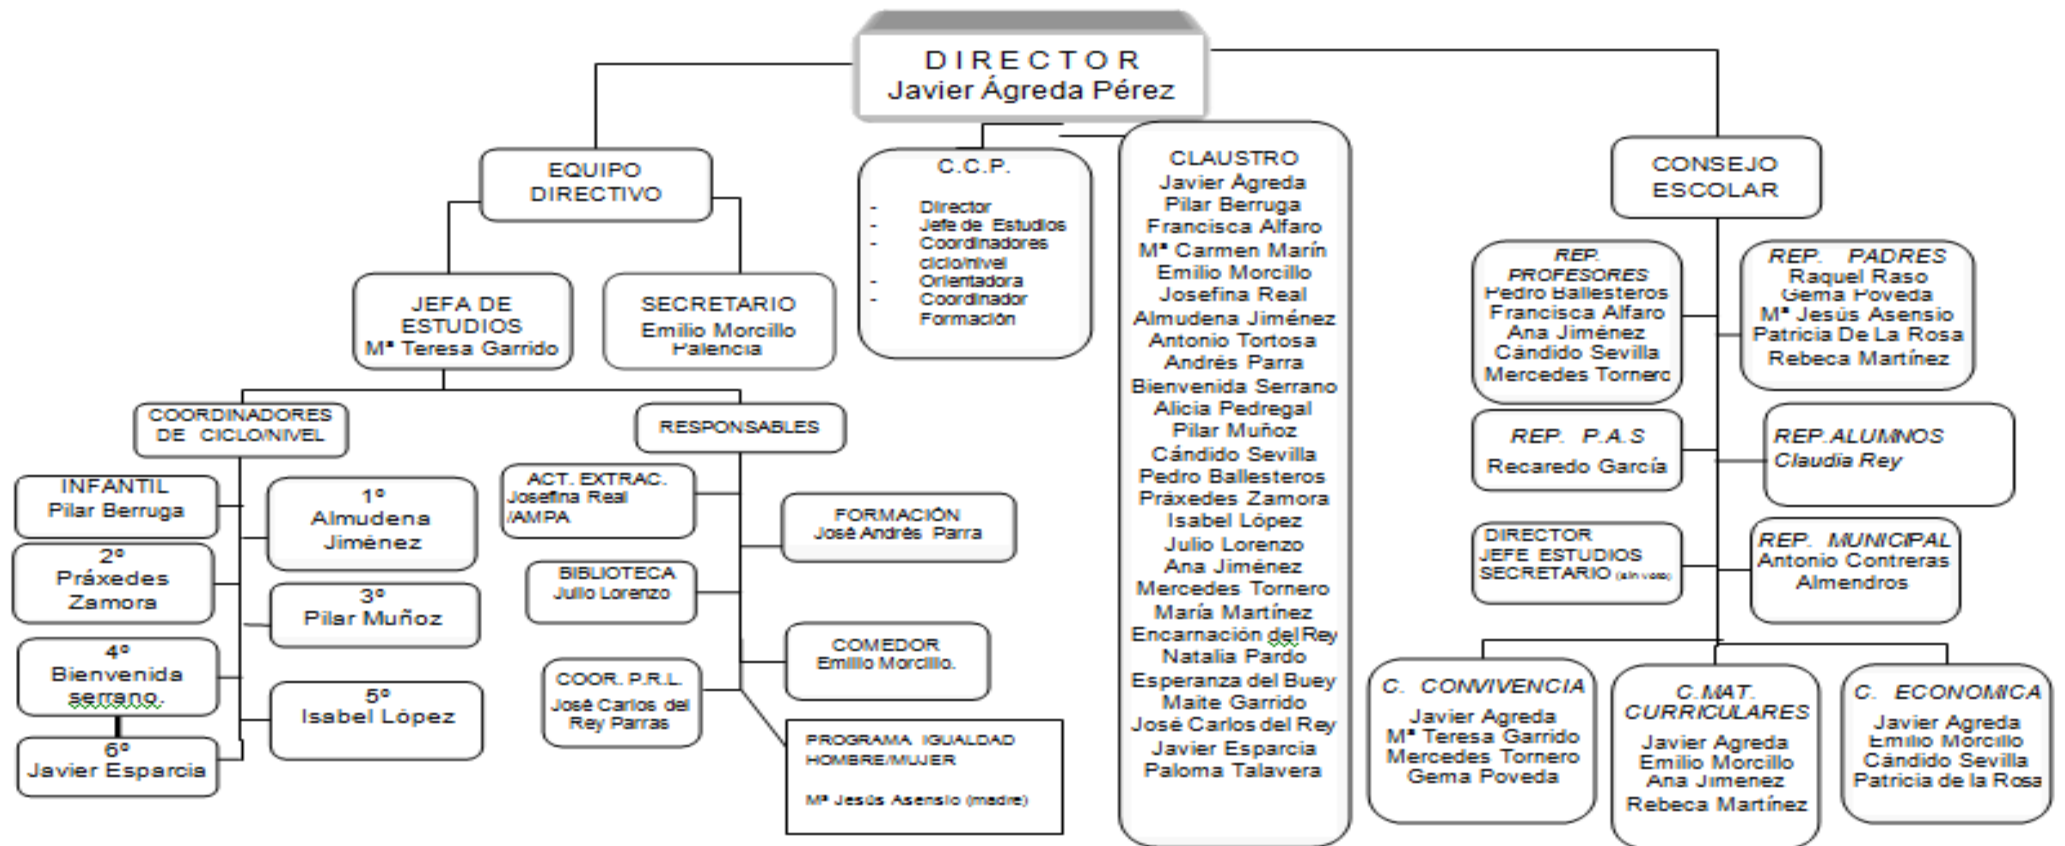 D I R E C T O R
Javier Ágreda Pérez
EQUIPO
DIRECTIVO
JEFA DE
ESTUDIOS
Mª Teresa Garrido
SECRETARIO
Emilio Morcillo
Palencia
COORDINADORES
DE CICLO/NIVEL
INFANTIL
Pilar Berruga
1º
Almudena
Jiménez
2º
Práxedes
Zamora
3º
Pilar Muñoz
4º
Bienvenida
serrano.
5º
Isabel López
6º
Javier Esparcia
RESPONSABLES
ACT. EXTRAC.
Josefina Real
/AMPA
FORMACIÓN
José Andrés Parra
BIBLIOTECA
Julio Lorenzo
COMEDOR
Emilio Morcillo.
COOR. P.R.L.
José Carlos del
Rey Parras
PROGRAMA IGUALDAD
HOMBRE/MUJER
Mª Jesús Asensio (madre)
C.C.P.
- Director
- Jefe de Estudios
- Coordinadores
ciclo/nivel
- Orientadora
- Coordinador
Formación
CLAUSTRO
Javier Agreda
Pilar Berruga
Francisca Alfaro
Mª Carmen Marín
Emilio Morcillo
Josefina Real
Almudena Jiménez
Antonio Tortosa
Andrés Parra
Bienvenida Serrano
Alicia Pedregal
Pilar Muñoz
Cándido Sevilla
Pedro Ballesteros
Práxedes Zamora
Isabel López
Julio Lorenzo
Ana Jiménez
Mercedes Tornero
María Martínez
Encarnación del Rey
Natalia Pardo
Esperanza del Buey
Maite Garrido
José Carlos del Rey
Javier Esparcia
Paloma Talavera
CONSEJO
ESCOLAR
REP.
PROFESORES
Pedro Ballesteros
Francisca Alfaro
Ana Jiménez
Cándido Sevilla
Mercedes Tornero
REP. PADRES
Raquel Raso
Gema Poveda
Mª Jesús Asensio
Patricia De La Rosa
Rebeca Martínez
REP. P.A.S
Recaredo García
REP.ALUMNOS
Claudia Rey
DIRECTOR
JEFE ESTUDIOS
SECRETARIO (sin voto)
REP. MUNICIPAL
Antonio Contreras
Almendros
C. CONVIVENCIA
Javier Agreda
Mª Teresa Garrido
Mercedes Tornero
Gema Poveda
C.MAT.
CURRICULARES
Javier Agreda
Emilio Morcillo
Ana Jimenez
Rebeca Martínez
C. ECONOMICA
Javier Agreda
Emilio Morcillo
Cándido Sevilla
Patricia de la Rosa